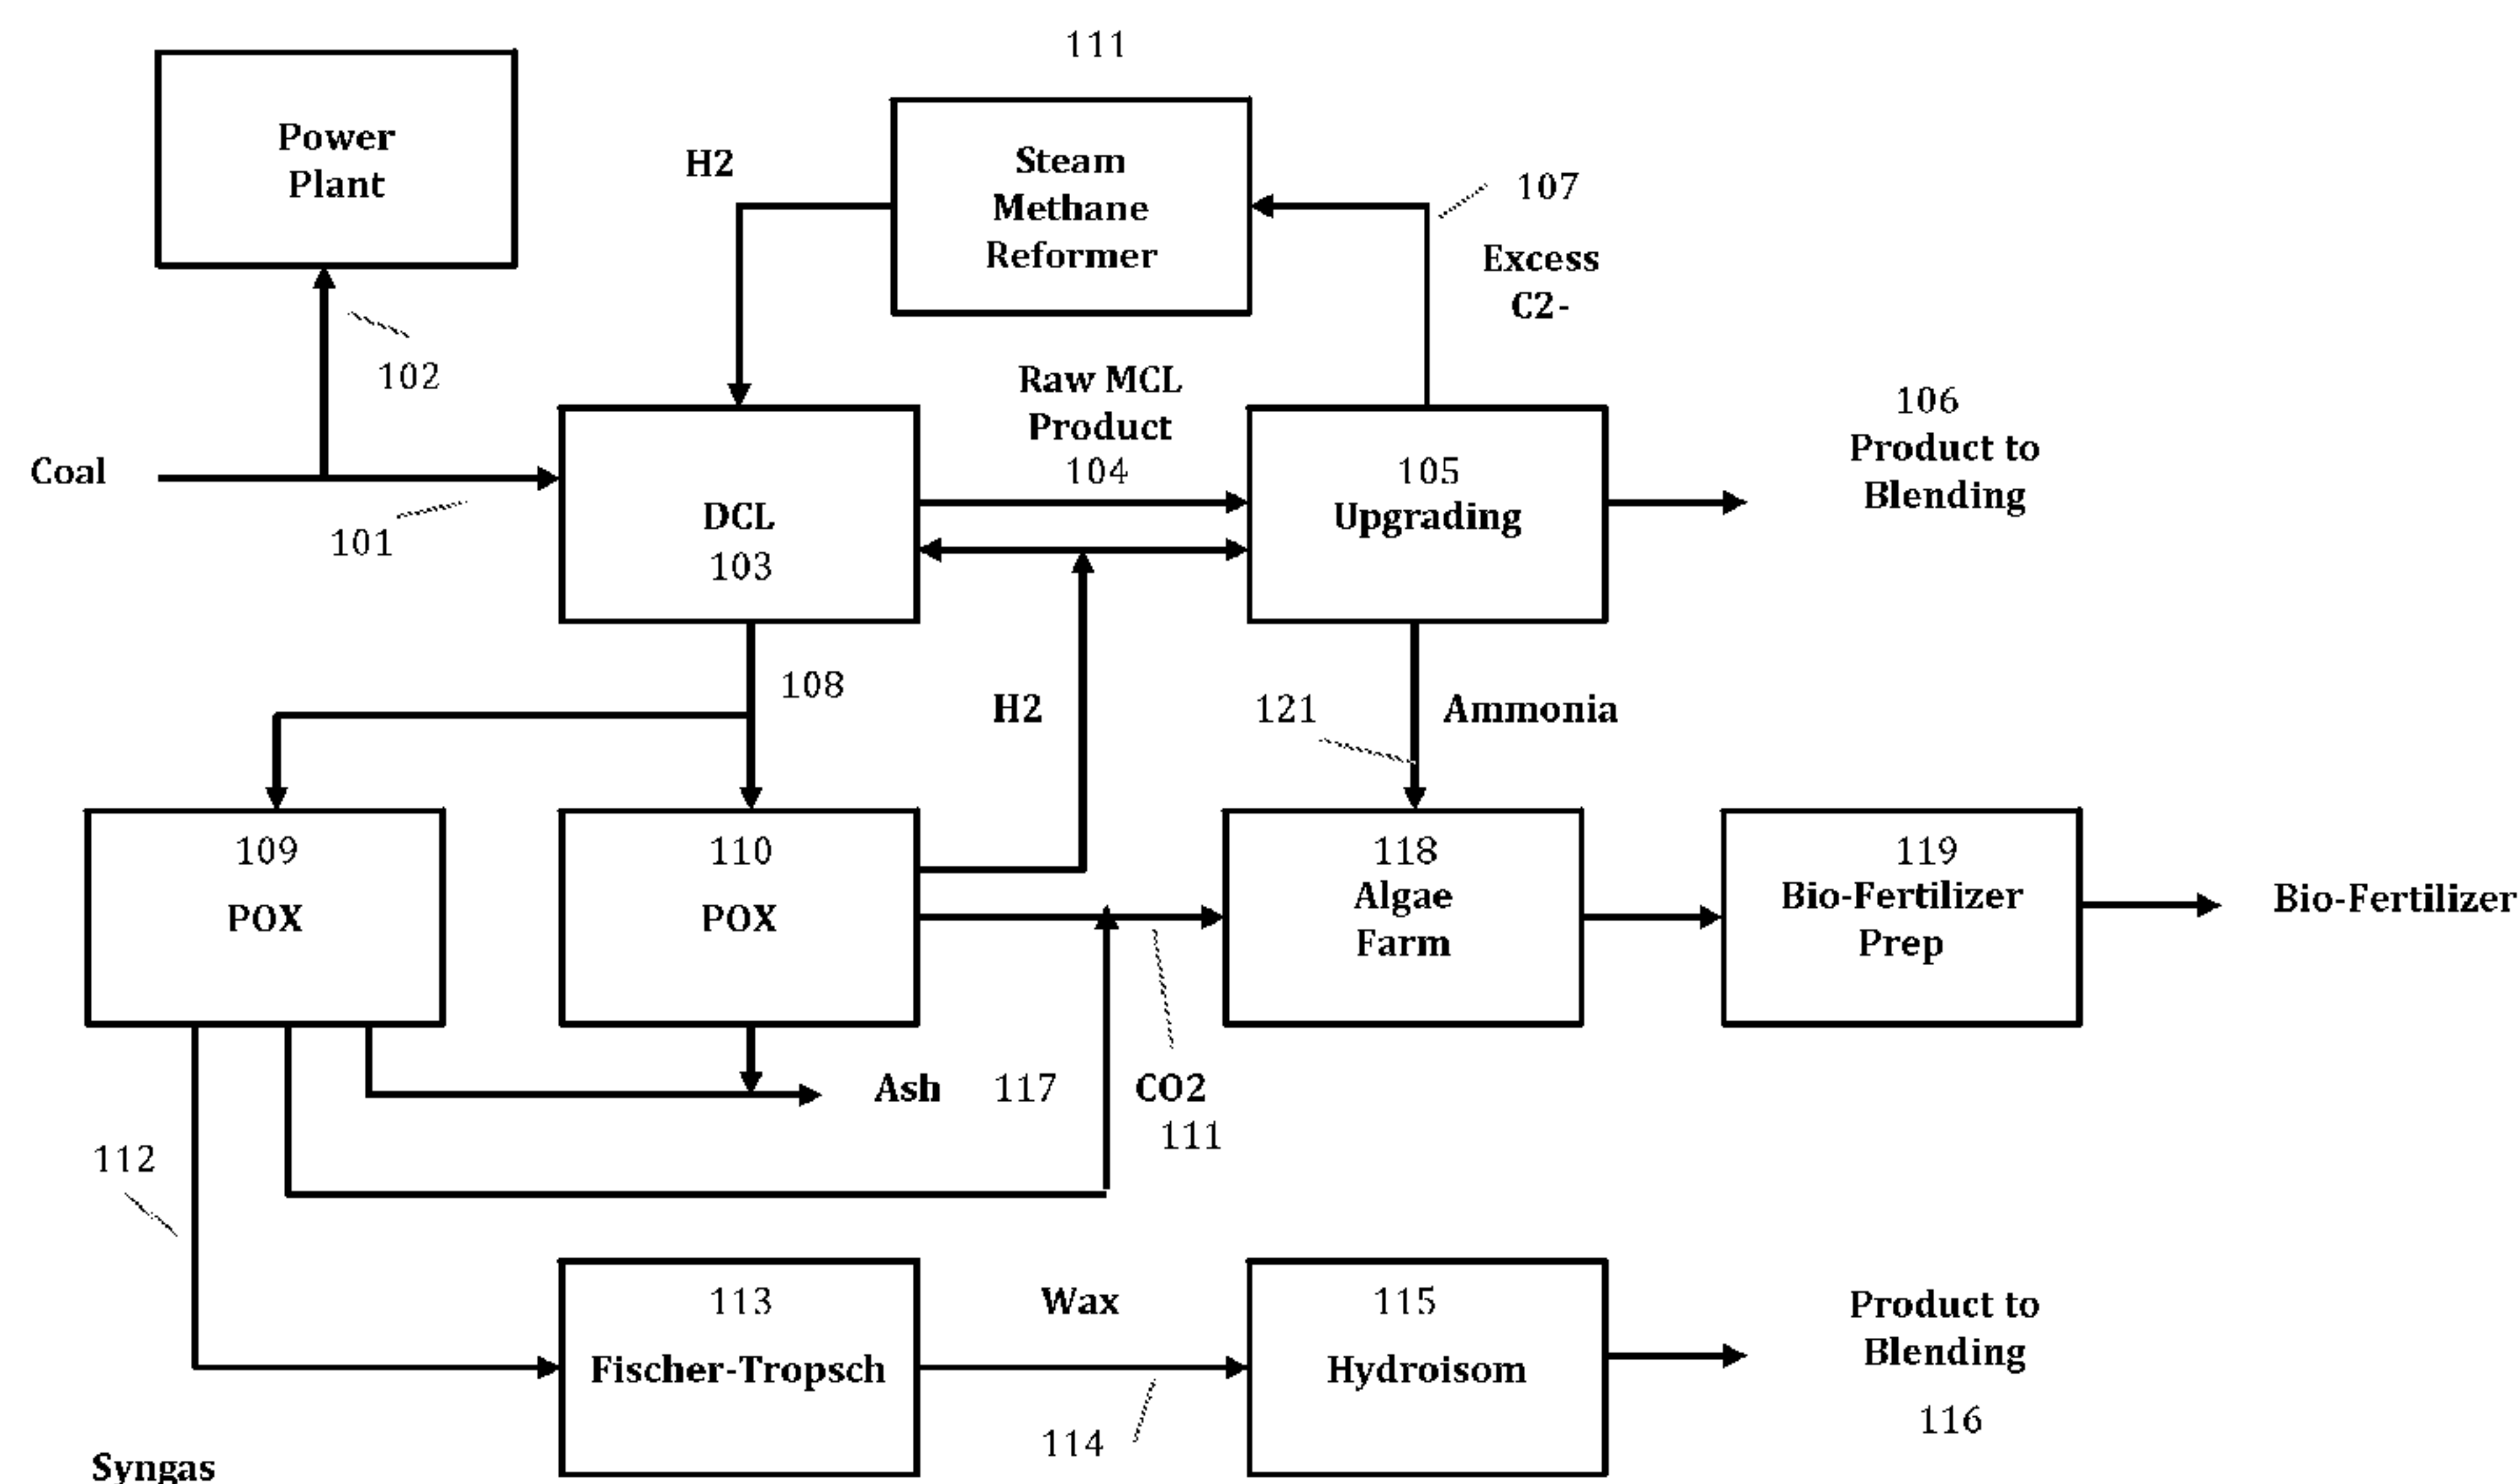 111
Power
Plant
H2
Steam
Methane
Reformer
107
Excess
C2-
102
Raw MCL
Product
104
106
Product to
Blending
Coal
101
DCL
103
105
Upgrading
108
H2
121
Ammonia
109
POX
110
POX
118
Algae
Farm
119
Bio-Fertilizer
Prep
Bio-Fertilizer
Ash
117
CO2
111
112
113
Fischer-Tropsch
Wax
114
115
Hydroisom
Product to
Blending
116
Syngas